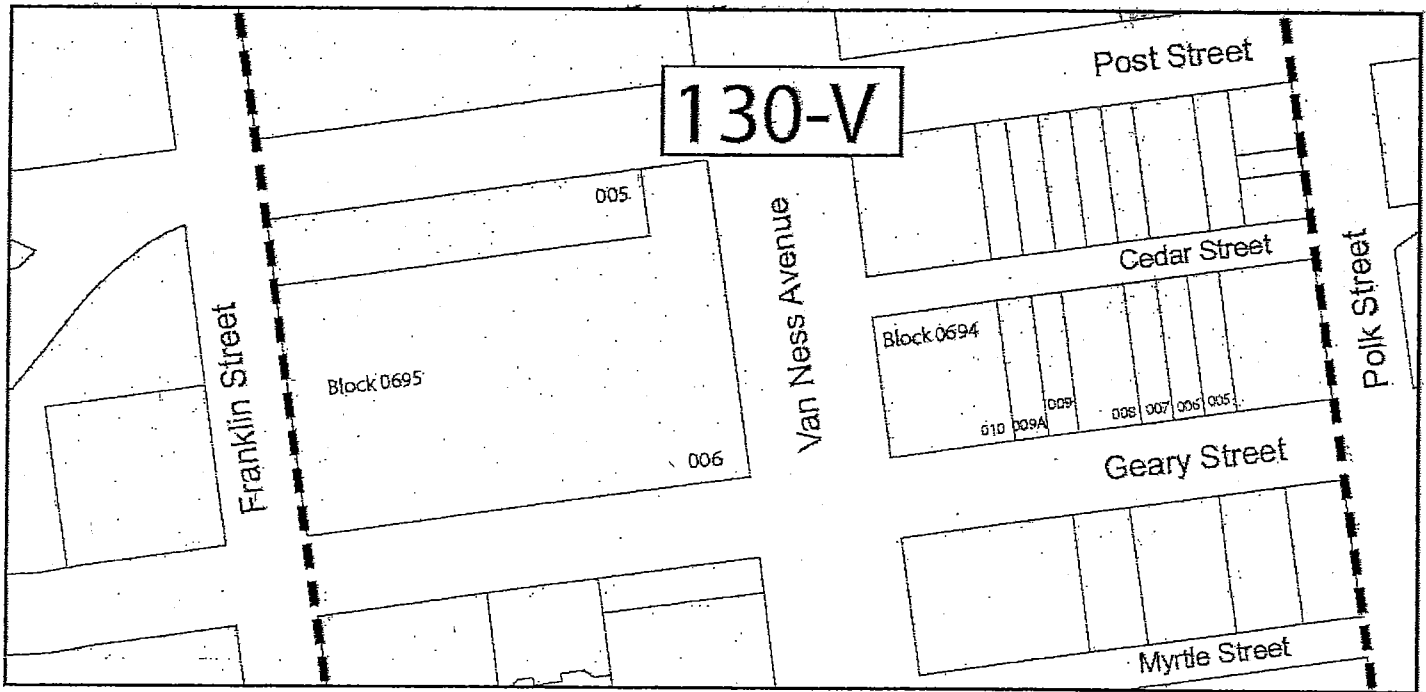 Post Street
130-V
005
Cedar Street
Van Ness Avenue
Polk Street
Franklin Street
Block 0695
Block 0694
009
010
009A
008
007
006
005
006
Geary Street
Myrtle Street